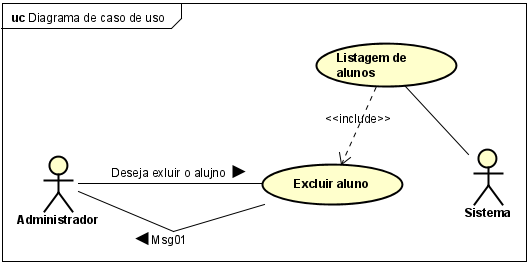 uc Diagrama de caso de uso
Listagem de
alunos
<<include>>
Deseja exluir o alujno
Excluir aluno
Administrador
Sistema
Msg01